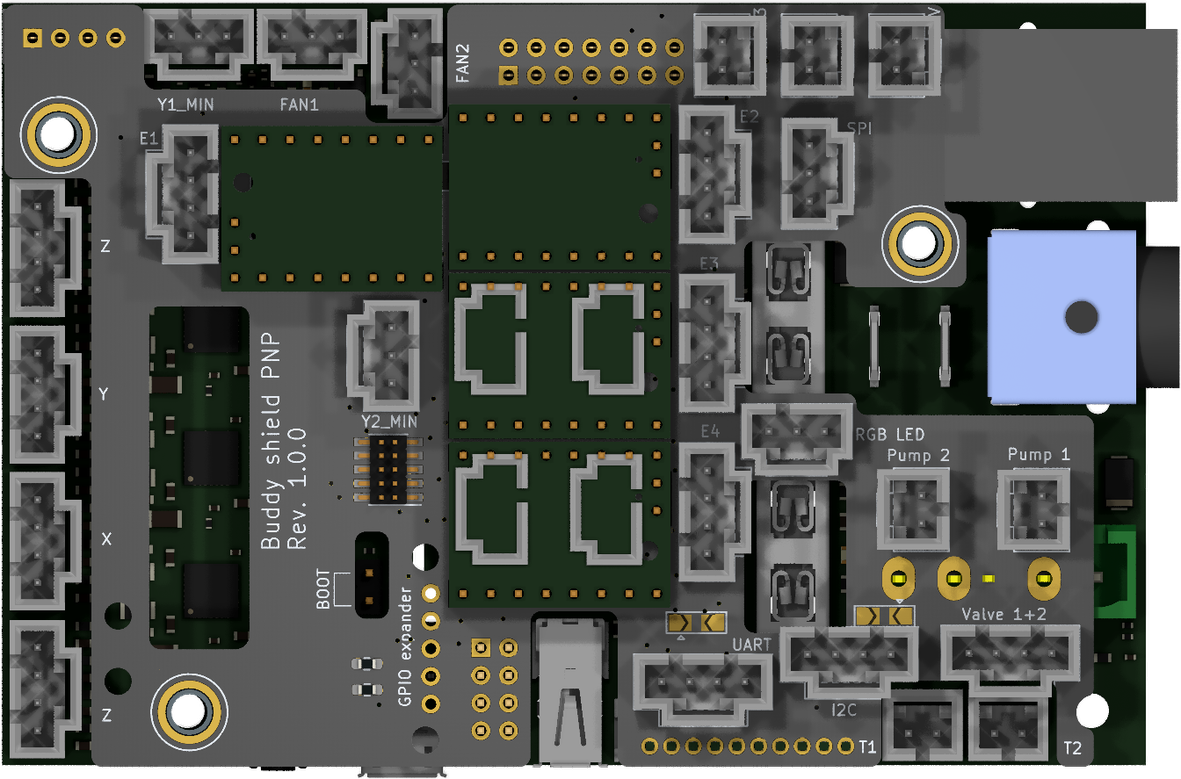 3
V
FAN2
Y1_MIN
FAN1
E1
E2
SPI
Z
E3
Buddy shield PNP
Rev. 1.0.0
Y
Y2_MIN
E4
RGB LED
Pump 2
Pump 1
X
BOOT
GPIO expander
Valve 1+2
UART
Z
I2C
T1
T2